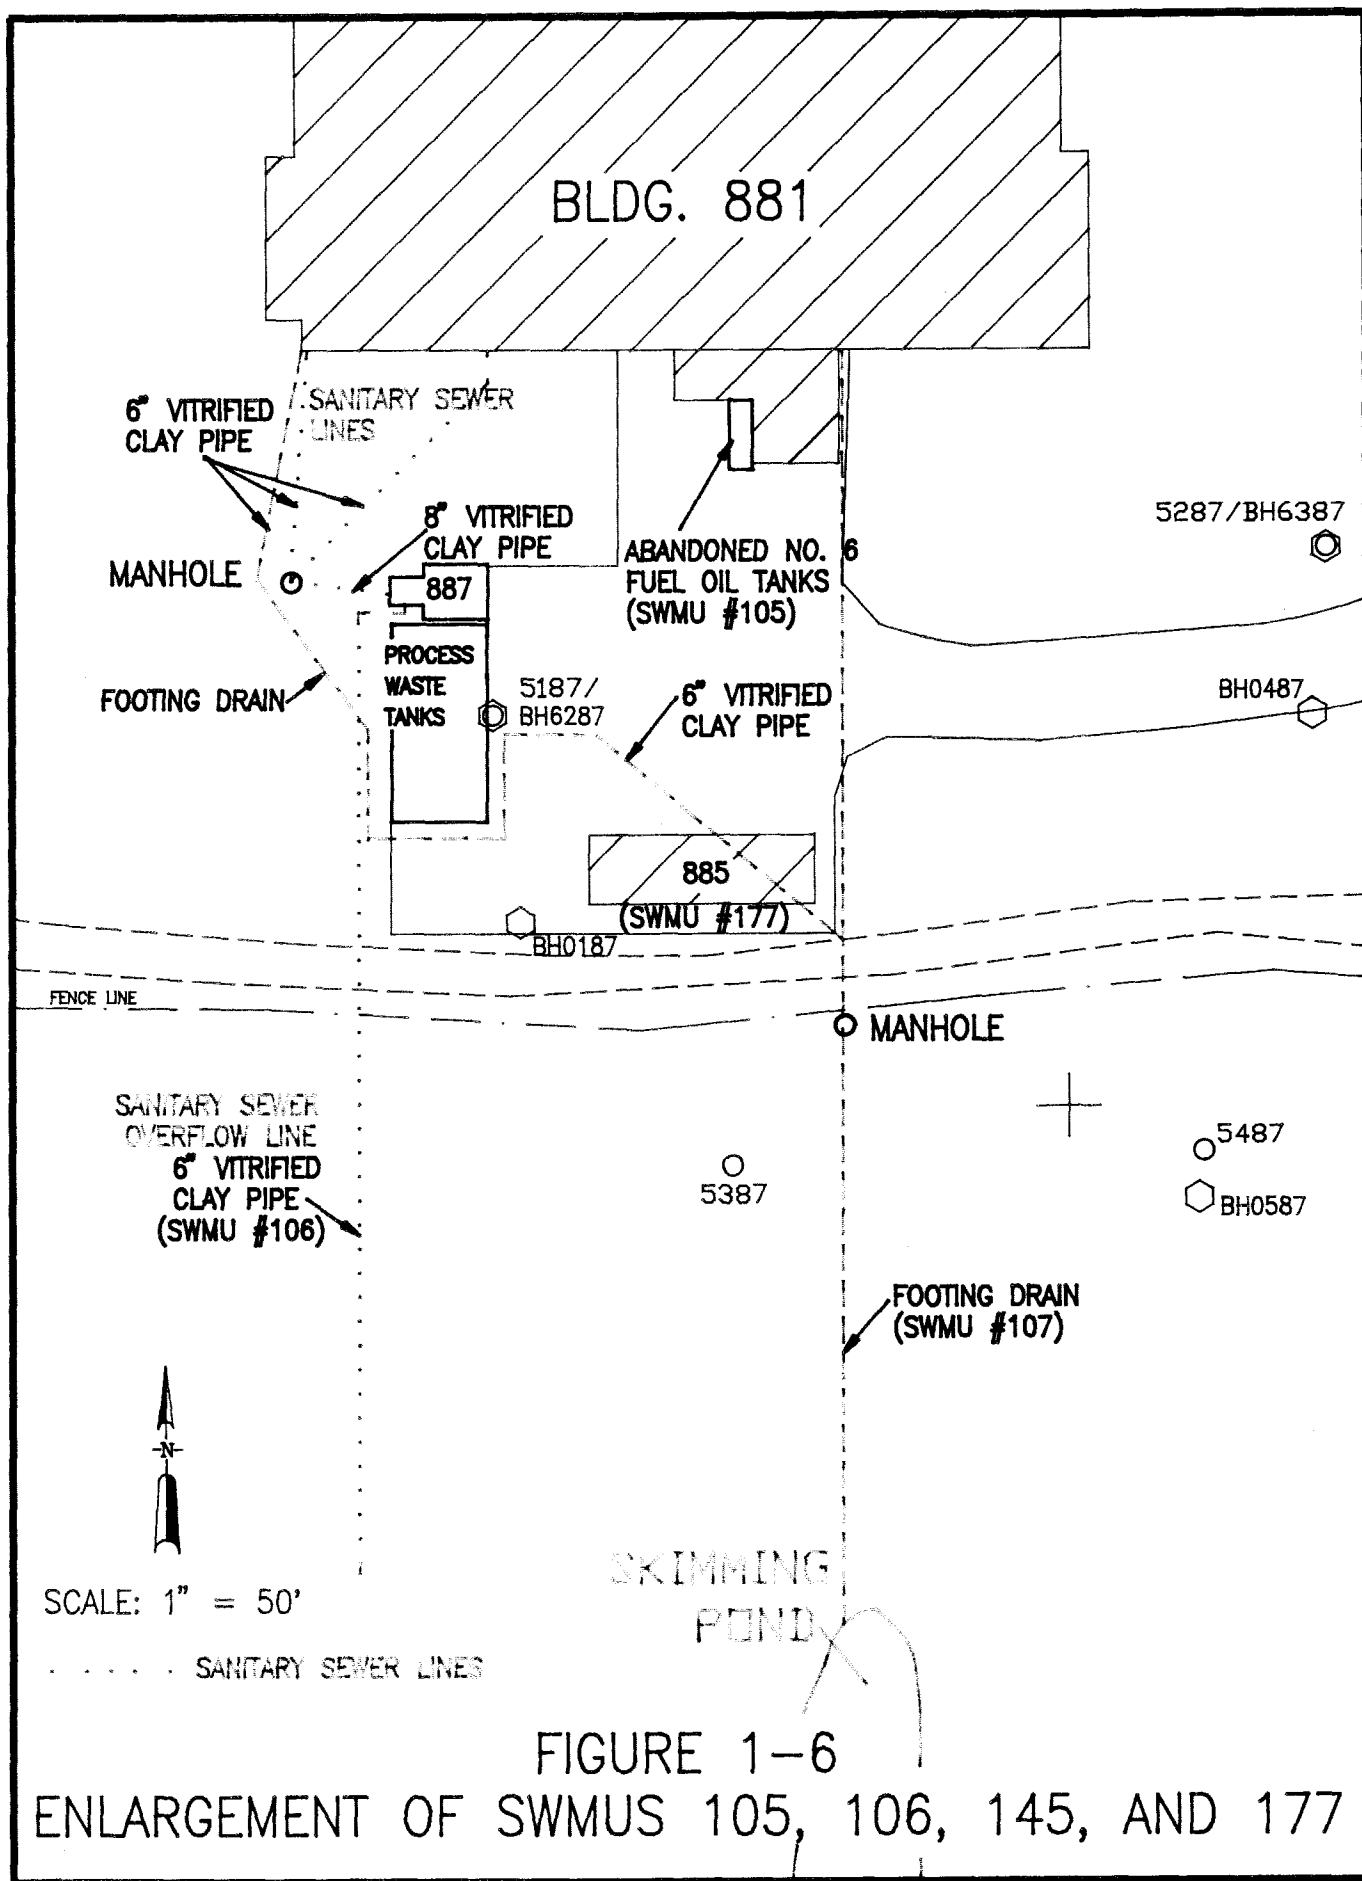 BLDG. 881
SANITARY SEWER
LINES
6" VITRIFIED
CLAY PIPE
8" VITRIFIED
CLAY PIPE
MANHOLE
887
ABANDONED NO. 6
FUEL OIL TANKS
(SWMU #105)
5287/BH6387
PROCESS
WASTE
TANKS
FOOTING DRAIN
5187/
BH6287
6" VITRIFIED
CLAY PIPE
BH0487
885
(SWMU #177)
BH0187
FENCE LINE
MANHOLE
SANITARY SEWER
OVERFLOW LINE
6" VITRIFIED
CLAY PIPE
(SWMU #106)
5387
5487
BH0587
FOOTING DRAIN
(SWMU #107)
-N-
SKIMMING
POND
SCALE: 1" = 50'
. . . . . SANITARY SEWER LINES
FIGURE 1-6
ENLARGEMENT OF SWMUS 105, 106, 145, AND 177